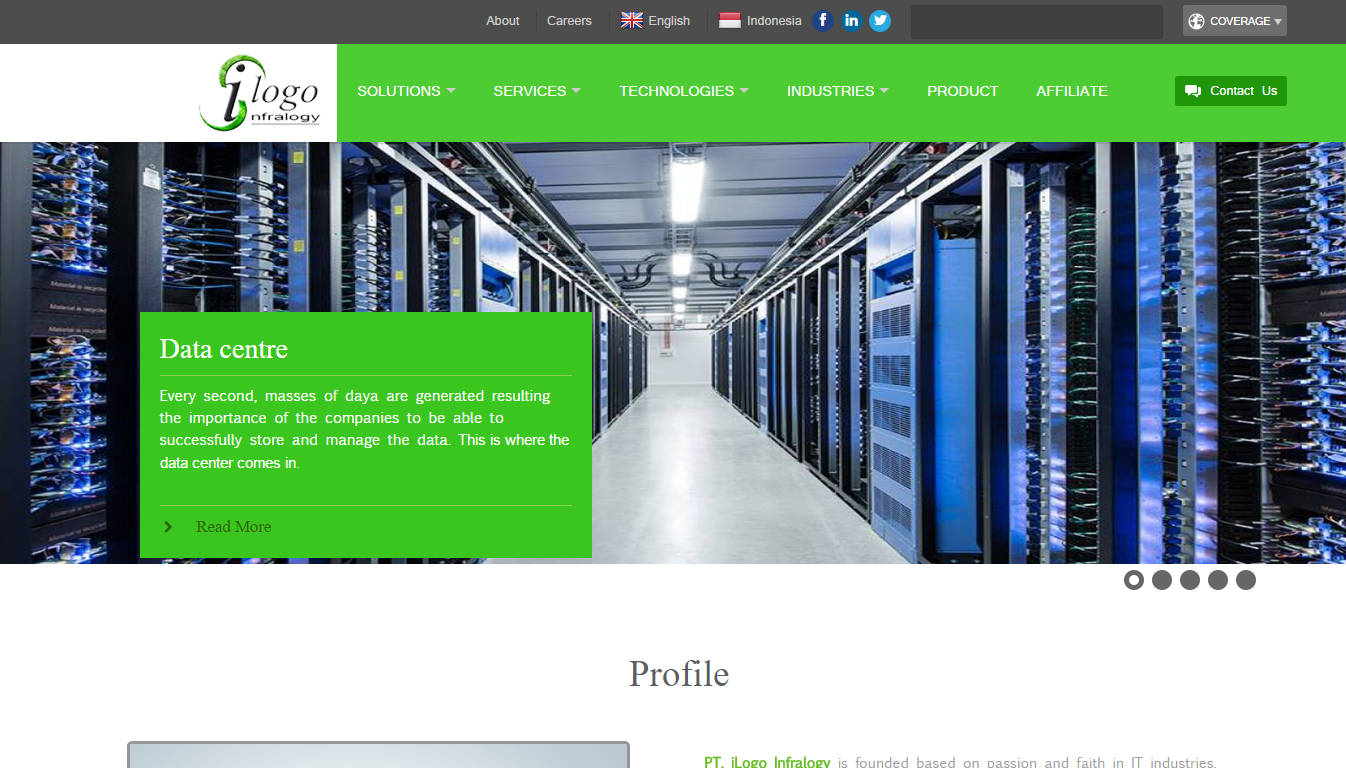 About
Careers
English
Indonesia
f
in
COVERAGE
i logo
nfralogy
SOLUTIONS
SERVICES
TECHNOLOGIES
INDUSTRIES
PRODUCT
AFFILIATE
Contact Us
Data centre
Every second, masses of daya are generated resulting
the importance of the companies to be able to
successfully store and manage the data. This is where the
data center comes in.
Read More
Profile
PT. iLogo Infralogy is founded based on passion and faith in IT industries.